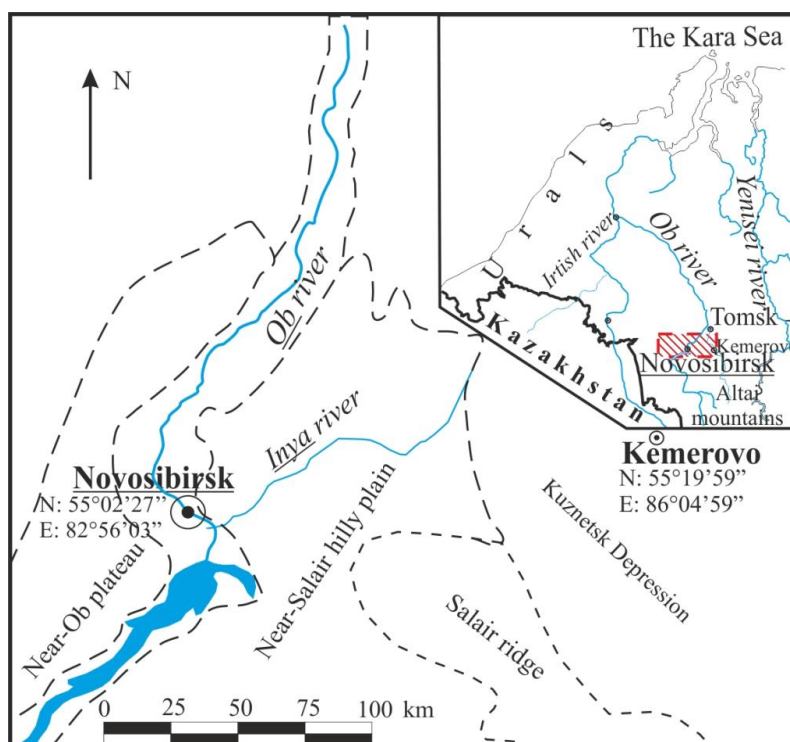 N
The Kara Sea
Urals
Yenisei river
Ob river
Irtish river
Tomsk
Kemerov
Novosibirsk
Altai
mountains
Kazakhstan
Ob river
Inya river
Kemerovo
N: 55°19’59”
E: 86°04’59”
Novosibirsk
N: 55°02’27”
E: 82°56’03”
Near-Ob plateau
Near-Salair hilly plain
Kuznetsk Depression
Salair ridge
0 25 50 75 100 km